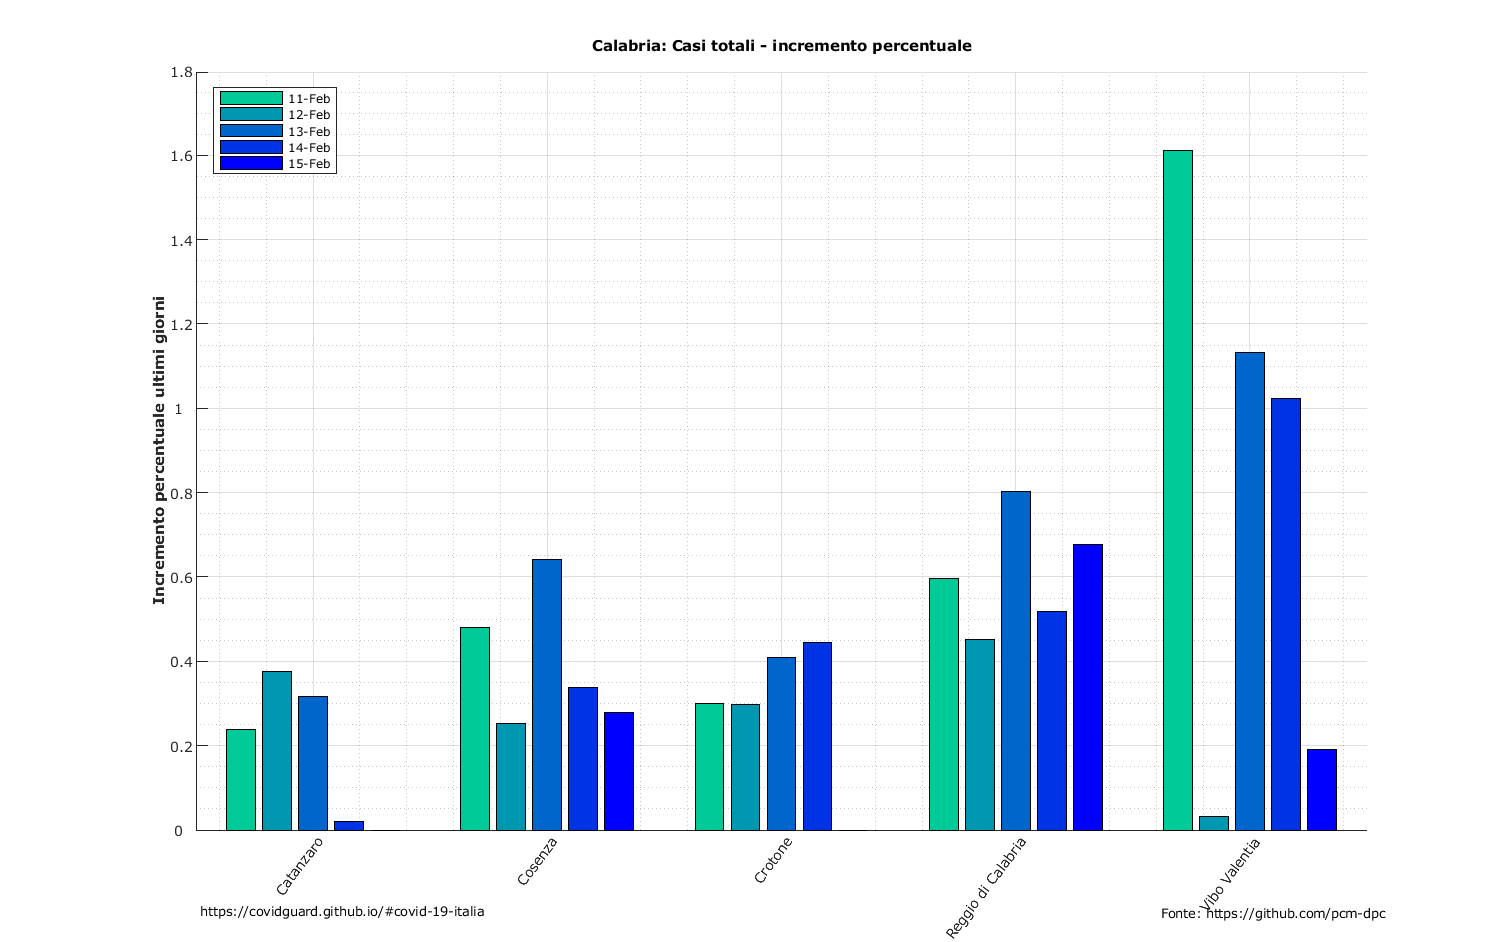 Calabria: Casi totali - incremento percentuale
1.8
1.6
1.4
1.2
1
0.8
0.6
0.4
0.2
0
Incremento percentuale ultimi giorni
11-Feb
12-Feb
13-Feb
14-Feb
15-Feb
Catanzaro
Cosenza
Crotone
Reggio di Calabria
Vibo Valentia
https://covidguard.github.io/#covid-19-italia
Fonte: https://github.com/pcm-dpc